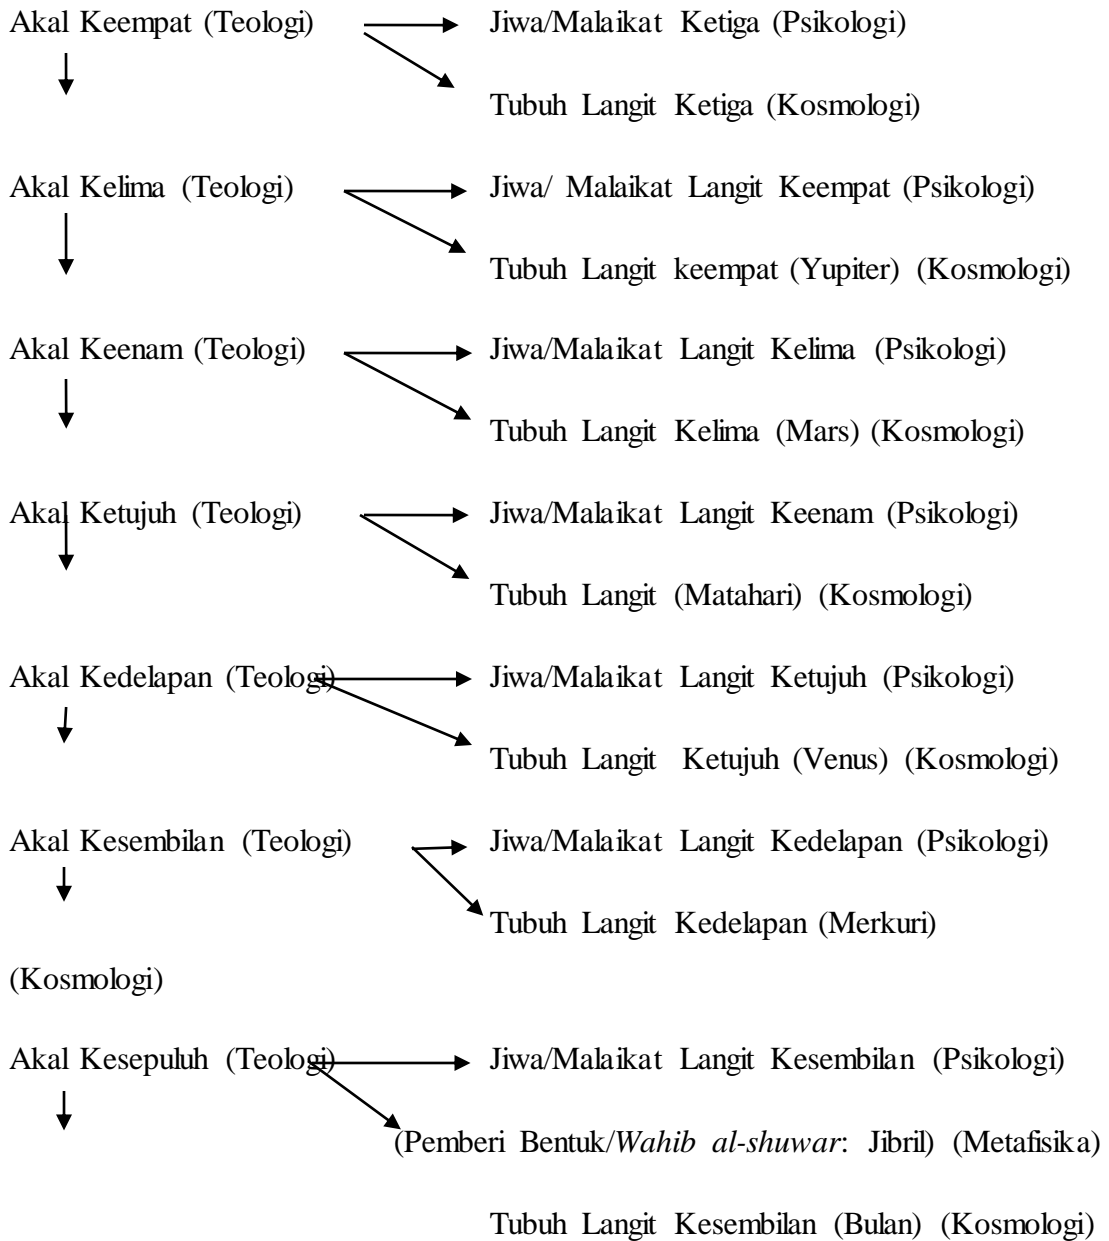 Akal Keempat (Teologi) Jiwa/Malaikat Ketiga (Psikologi)
Tubuh Langit Ketiga (Kosmologi)
Akal Kelima (Teologi) Jiwa/ Malaikat Langit Keempat (Psikologi)
Tubuh Langit keempat (Yupiter) (Kosmologi)
Akal Keenam (Teologi) Jiwa/Malaikat Langit Kelima (Psikologi)
Tubuh Langit Kelima (Mars) (Kosmologi)
Akal Ketujuh (Teologi) Jiwa/Malaikat Langit Keenam (Psikologi)
Tubuh Langit (Matahari) (Kosmologi)
Akal Kedelapan (Teologi) Jiwa/Malaikat Langit Ketujuh (Psikologi)
Tubuh Langit Ketujuh (Venus) (Kosmologi)
Akal Kesembilan (Teologi) Jiwa/Malaikat Langit Kedelapan (Psikologi)
Tubuh Langit Kedelapan (Merkuri)
(Kosmologi)
Akal Kesepuluh (Teologi) Jiwa/Malaikat Langit Kesembilan (Psikologi)
(Pemberi Bentuk/Wahib al-shuwar: Jibril) (Metafisika)
Tubuh Langit Kesembilan (Bulan) (Kosmologi)